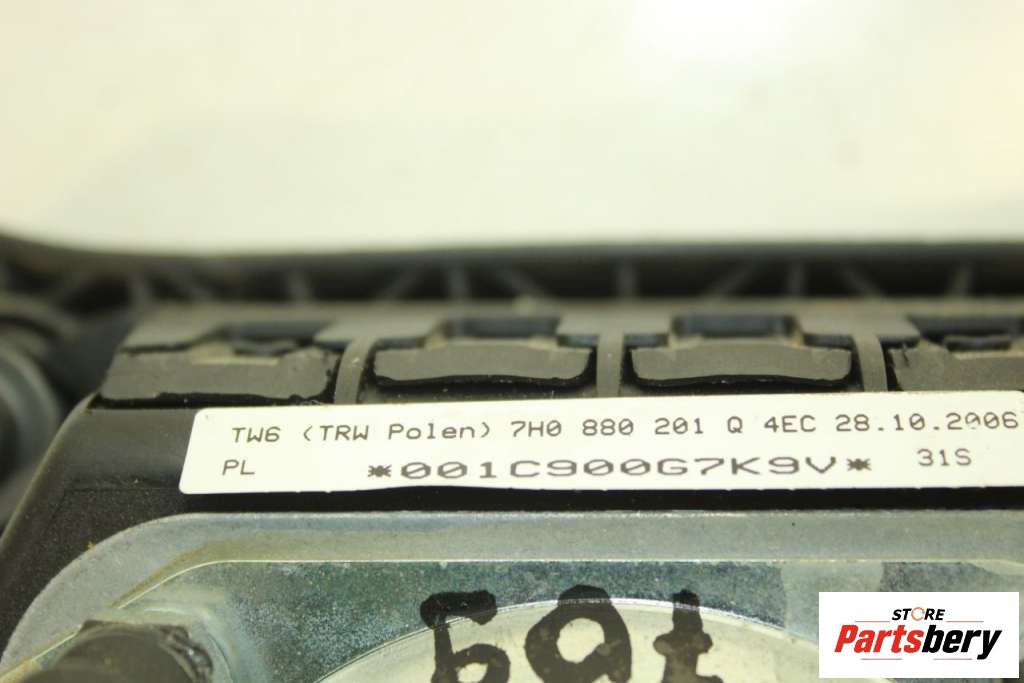 TW6 (TRW Polen) 7H0 880 201 Q 4EC 28.10.2006
PL *001C900G7K9V* 31S
STORE
Partsbery